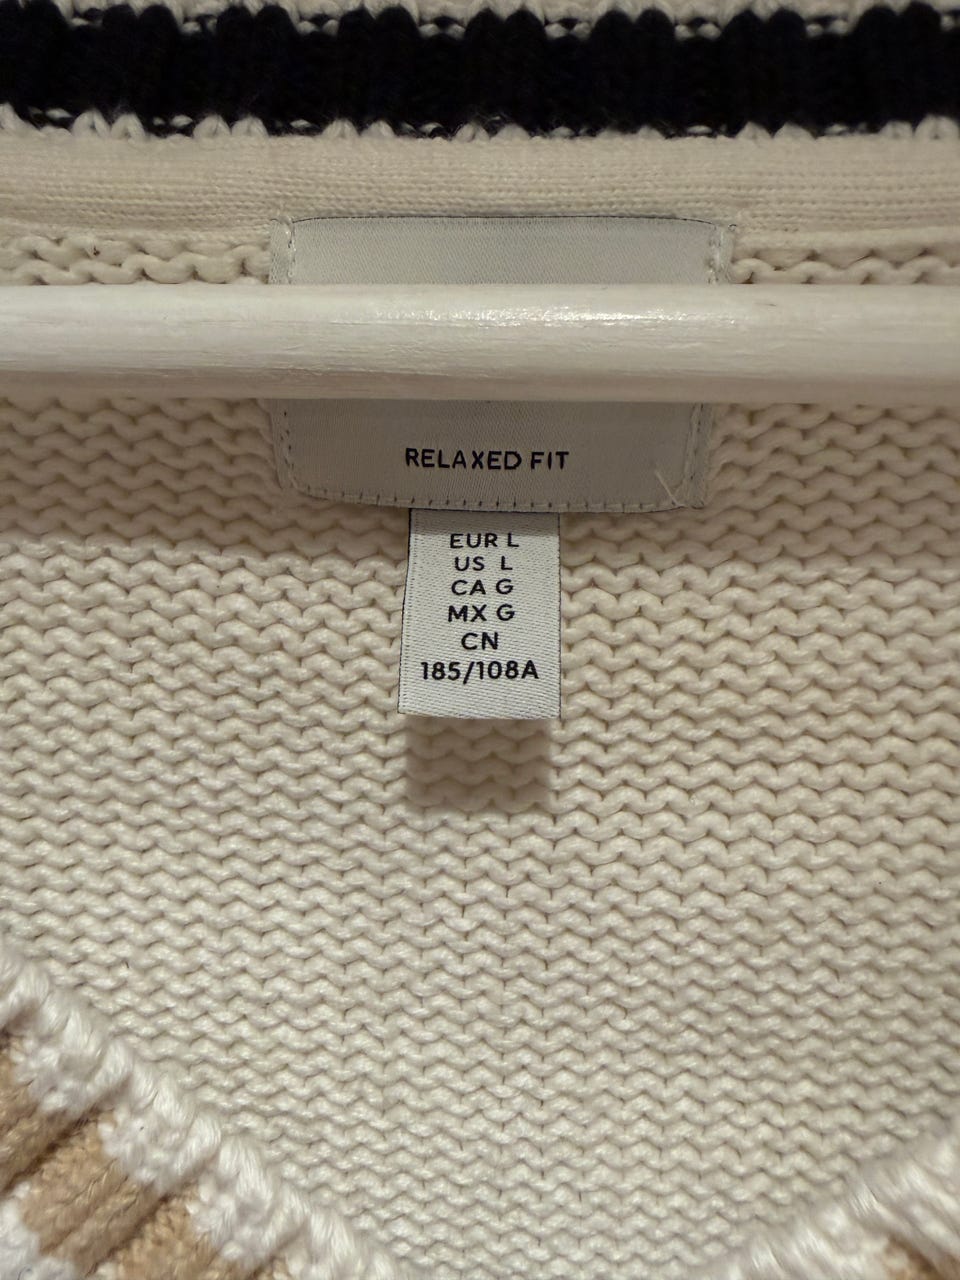 RELAXED FIT
EUR L
US L
CA G
MX G
CN
185/108A